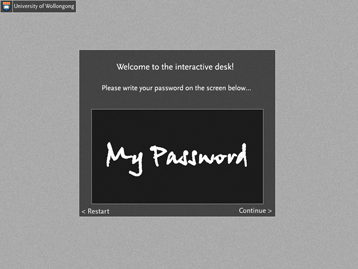 University of Wollongong
Welcome to the interactive desk!
Please write your password on the screen below...
My Password
< Restart
Continue >